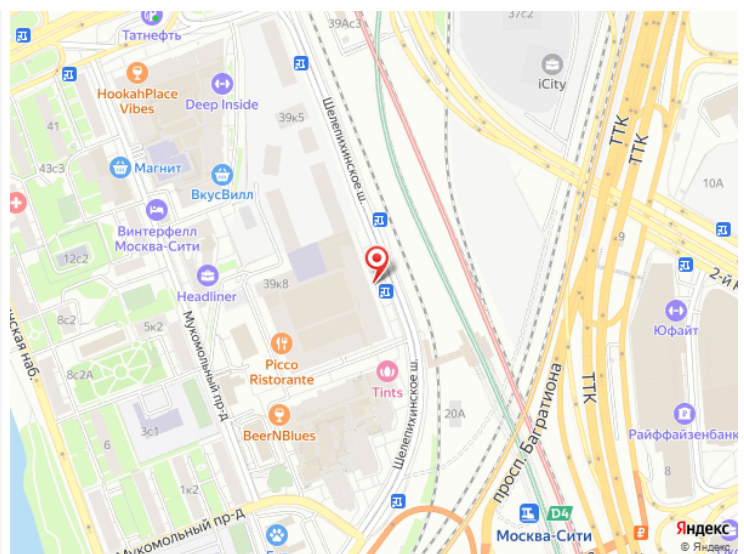 Татнефть
39Ас3
37с2
HookahPlace
Vibes
Deep Inside
iCity
ТТК
ТТК
41
39к5
Шелепихинское ш.
43с3
Магнит
ВкусВилл
10А
Винтерфелл
Москва-Сити
12с2
9
2-й К
Headliner
39к8
8с2
5к2
Юфайт
нская наб.
Мукомольный пр-д
8с2А
Picco
Ristorante
Tints
ТТК
просп. Багратиона
20А
Шелепихинское ш.
Райффайзенбанк
3с1
BeerNBlues
6
8
1к2
D4
Москва-Сити
Мукомольный пр-д
Яндекс
© Яндекс